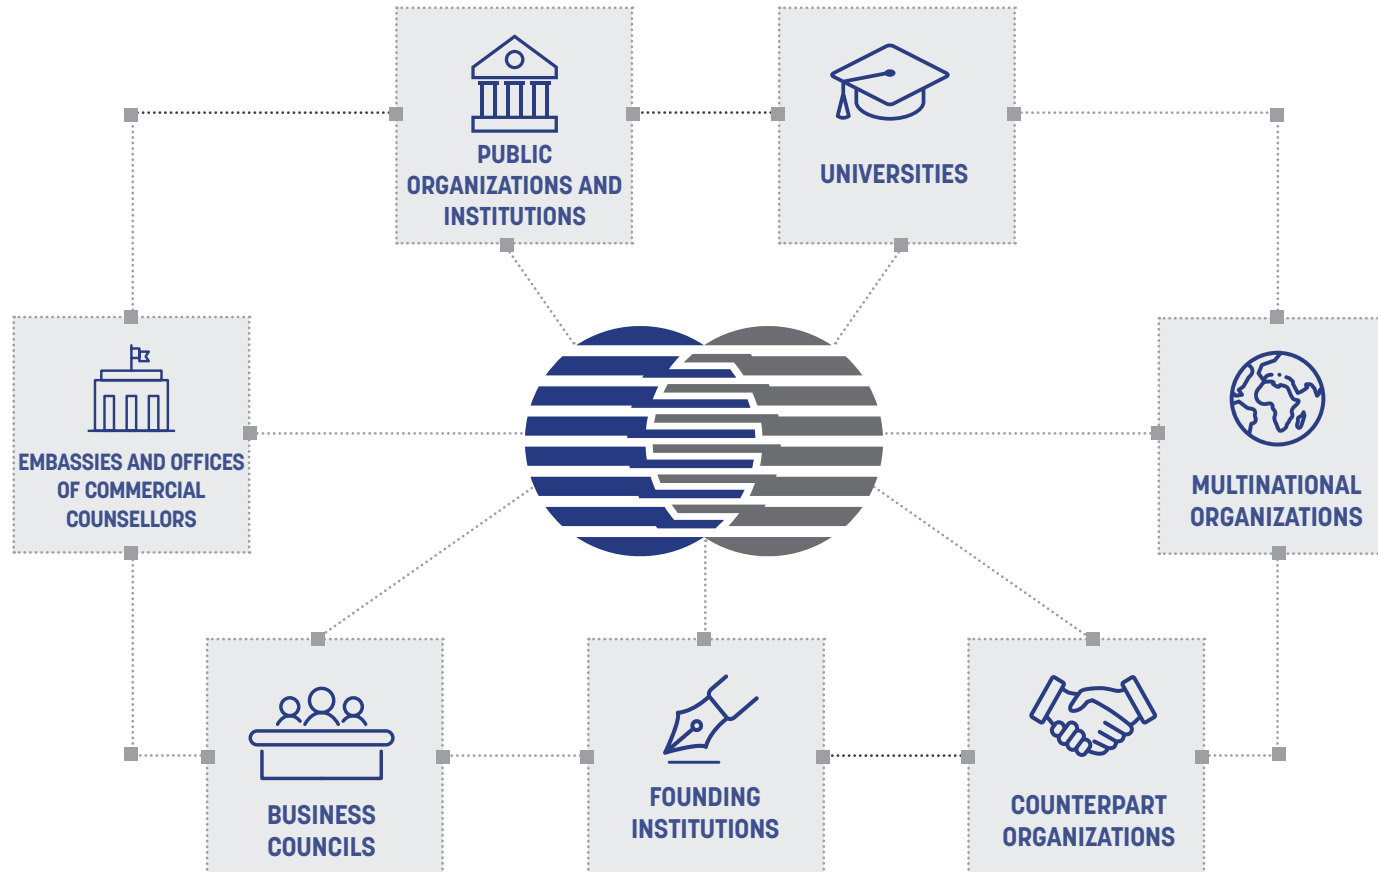 PUBLIC
ORGANIZATIONS AND
INSTITUTIONS
UNIVERSITIES
EMBASSIES AND OFFICES
OF COMMERCIAL
COUNSELLORS
MULTINATIONAL
ORGANIZATIONS
BUSINESS
COUNCILS
FOUNDING
INSTITUTIONS
COUNTERPART
ORGANIZATIONS